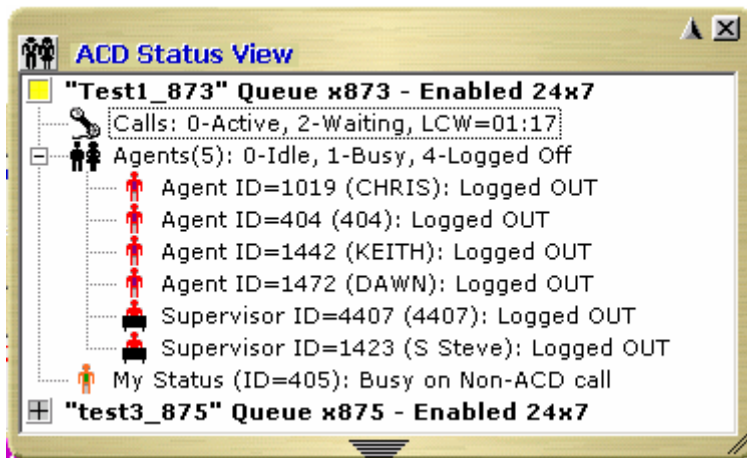 ACD Status View
"Test1_873" Queue x873 - Enabled 24x7
Calls: 0-Active, 2-Waiting, LCW=01:17
Agents(5): 0-Idle, 1-Busy, 4-Logged Off
Agent ID=1019 (CHRIS): Logged OUT
Agent ID=404 (404): Logged OUT
Agent ID=1442 (KEITH): Logged OUT
Agent ID=1472 (DAWN): Logged OUT
Supervisor ID=4407 (4407): Logged OUT
Supervisor ID=1423 (S Steve): Logged OUT
My Status (ID=405): Busy on Non-ACD call
"test3_875" Queue x875 - Enabled 24x7